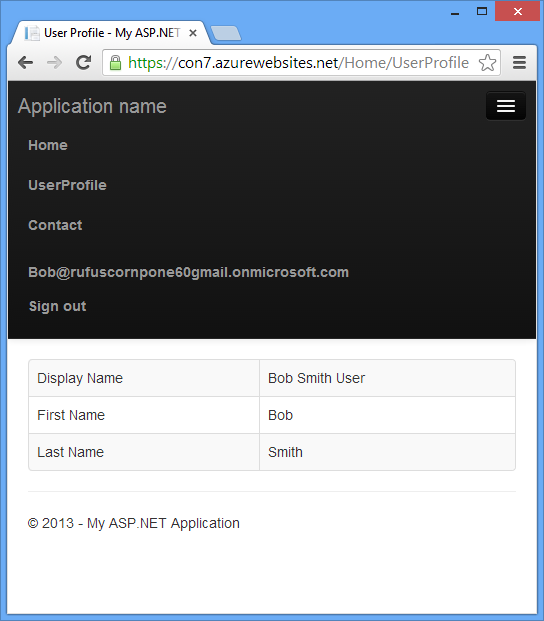 User Profile - My ASP.NET
https://con7.azurewebsites.net/Home/UserProfile
Application name
Home
UserProfile
Contact
Bob@rufuscornpone60gmail.onmicrosoft.com
Sign out
Display Name Bob Smith User
First Name Bob
Last Name Smith
© 2013 - My ASP.NET Application